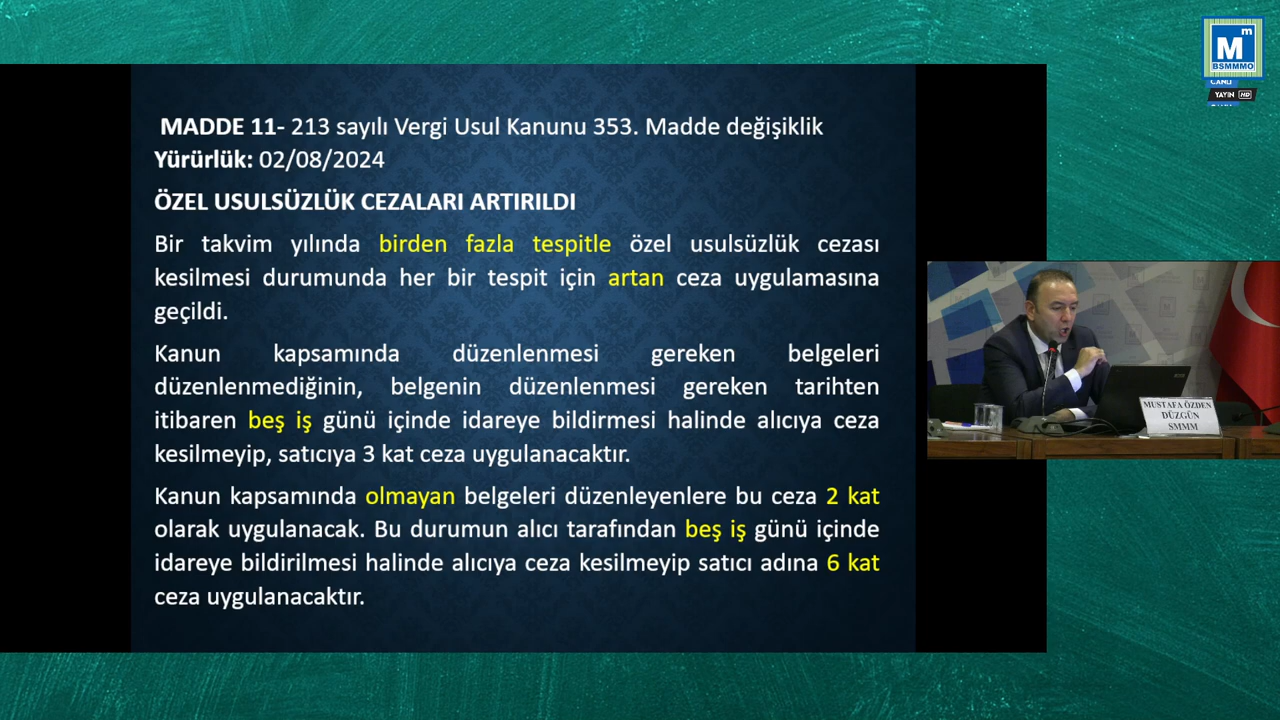 MADDE 11- 213 sayılı Vergi Usul Kanunu 353. Madde değişiklik
Yürürlük: 02/08/2024
ÖZEL USULSÜZLÜK CEZALARI ARTIRILDI
Bir takvim yılında birden fazla tespitle özel usulsüzlük cezası
kesilmesi durumunda her bir tespit için artan ceza uygulamasına
geçildi.
Kanun kapsamında düzenlenmesi gereken belgeleri
düzenlenmediğinin, belgenin düzenlenmesi gereken tarihten
itibaren beş iş günü içinde idareye bildirmesi halinde alıcıya ceza
kesilmeyip, satıcıya 3 kat ceza uygulanacaktır.
Kanun kapsamında olmayan belgeleri düzenleyenlere bu ceza 2 kat
olarak uygulanacak. Bu durumun alıcı tarafından beş iş günü içinde
idareye bildirilmesi halinde alıcıya ceza kesilmeyip satıcı adına 6 kat
ceza uygulanacaktır.
Mm
BSMMMO
CANLI
YAYIN HD
MUSTAFA ÖZDEN
DÜZGÜN
SMMM